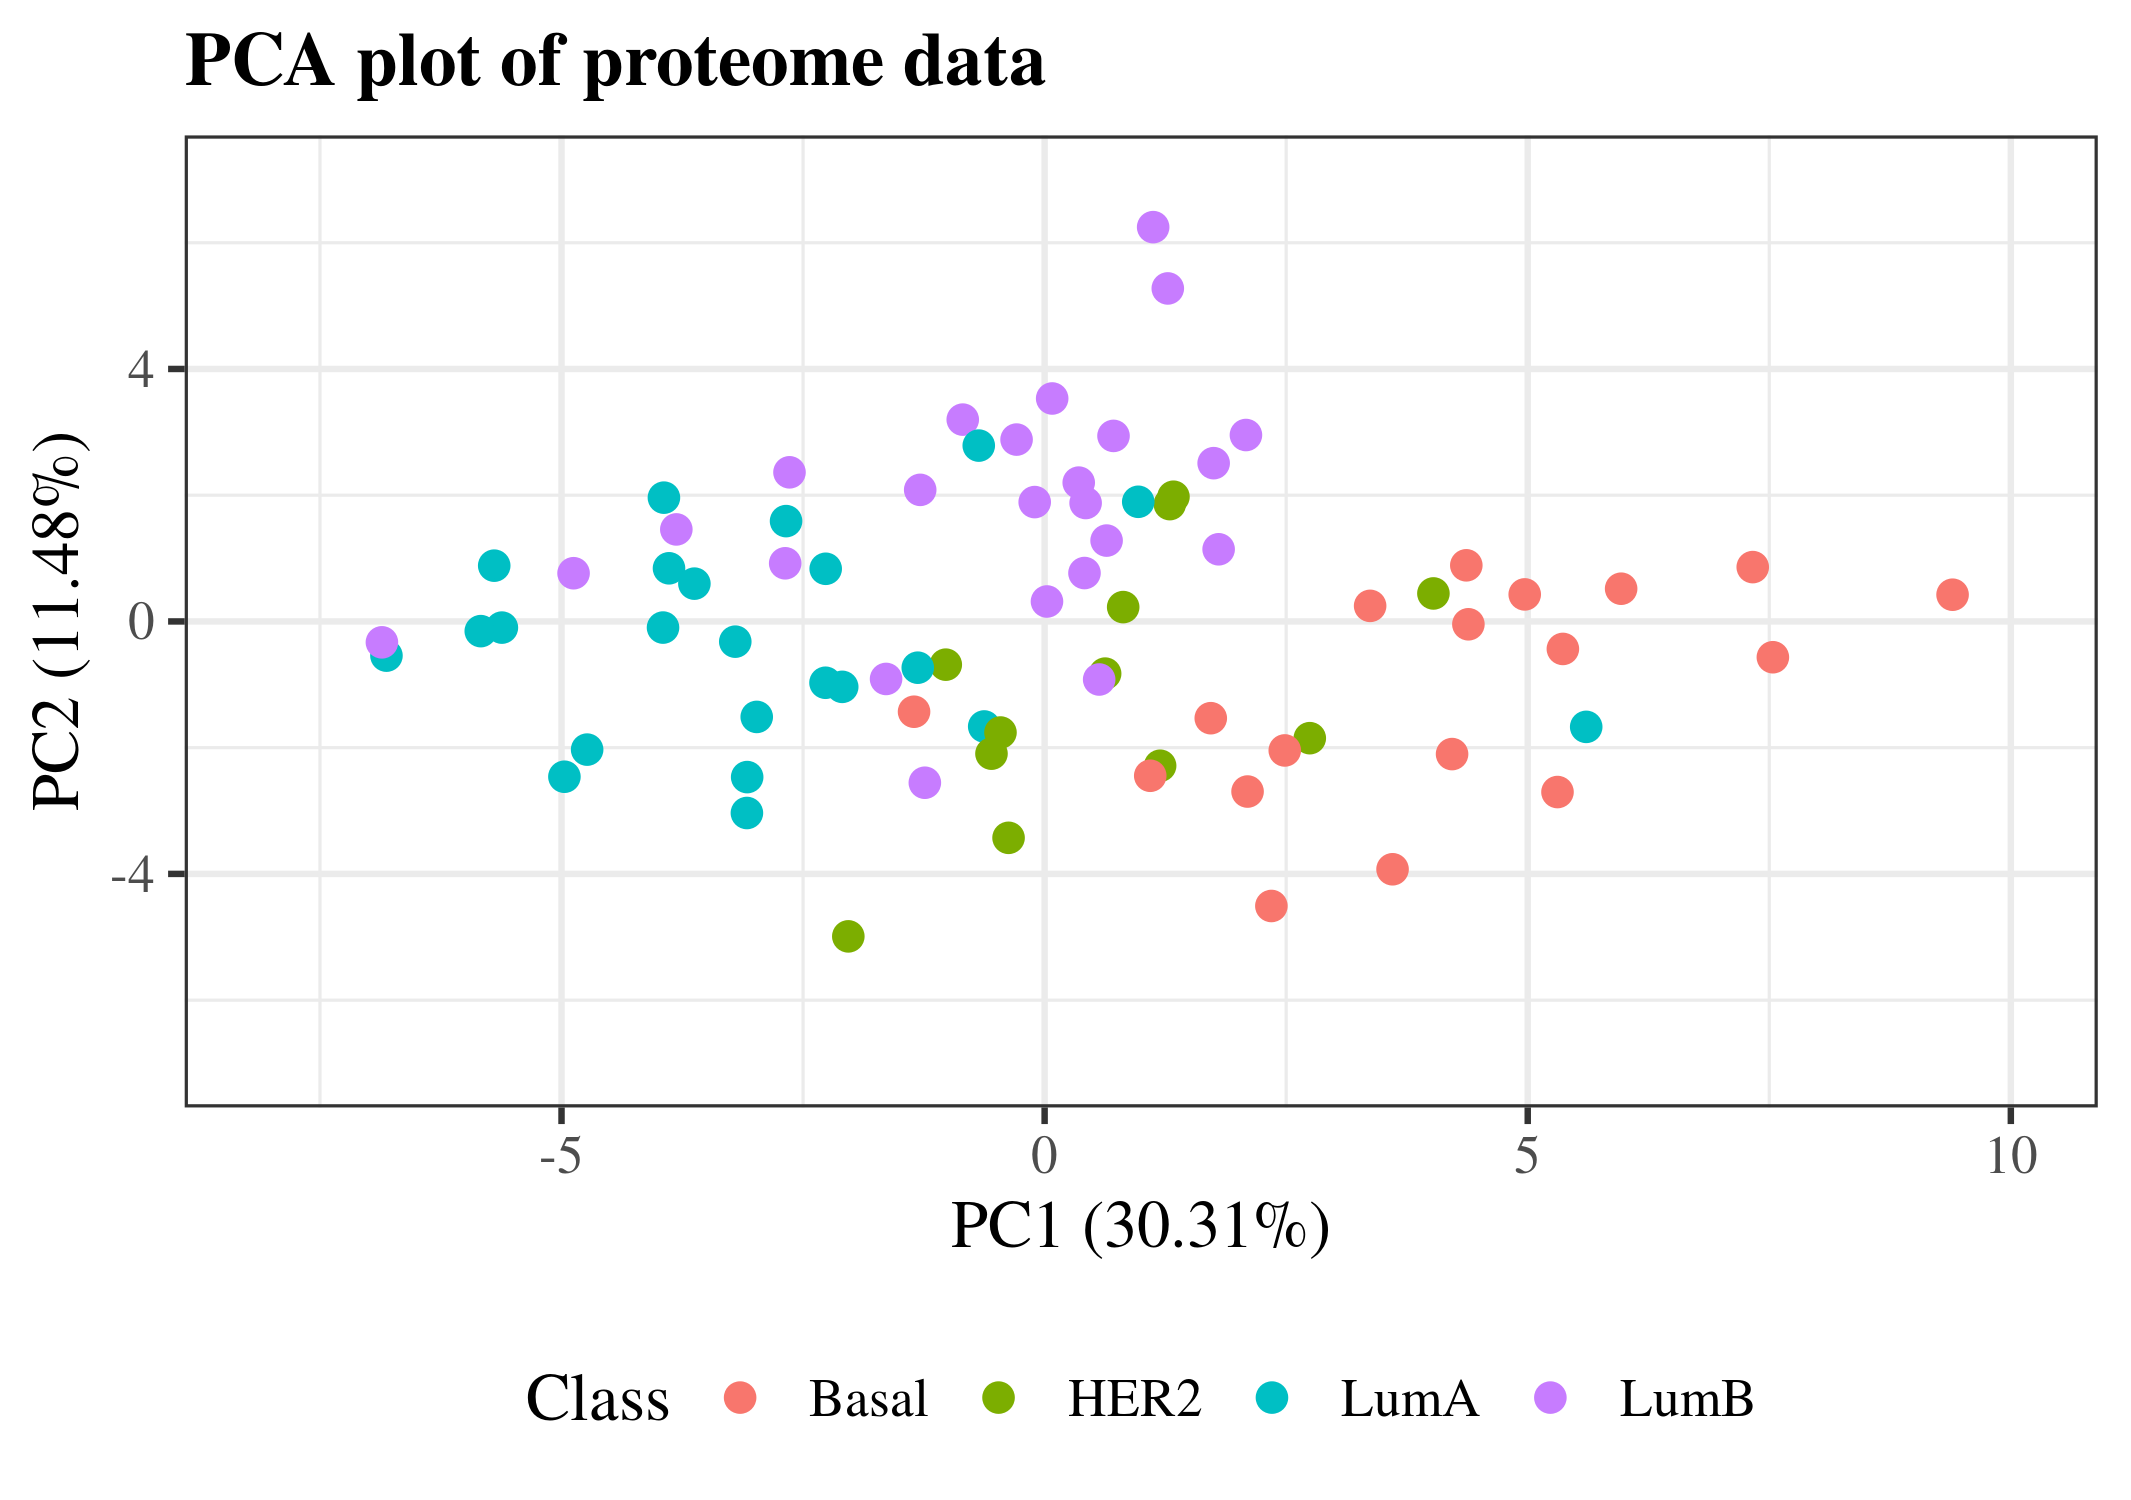 PCA plot of proteome data
PC2 (11.48%)
4
0
-4
-5 0 5 10
PC1 (30.31%)
Class Basal HER2 LumA LumB